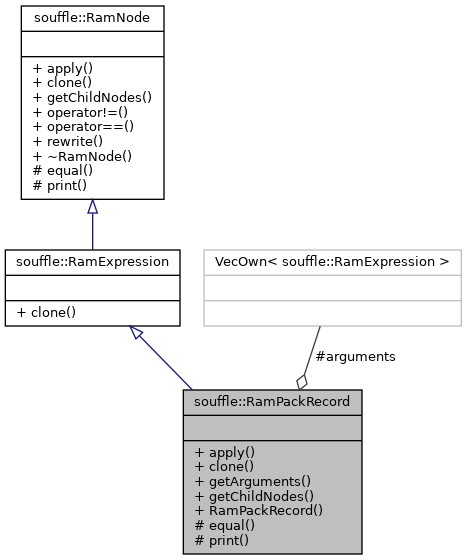 souffle::RamNode
+ apply()
+ clone()
+ getChildNodes()
+ operator!=()
+ operator==()
+ rewrite()
+ ~RamNode()
# equal()
# print()
souffle::RamExpression
+ clone()
VecOwn< souffle::RamExpression >
#arguments
souffle::RamPackRecord
+ apply()
+ clone()
+ getArguments()
+ getChildNodes()
+ RamPackRecord()
# equal()
# print()